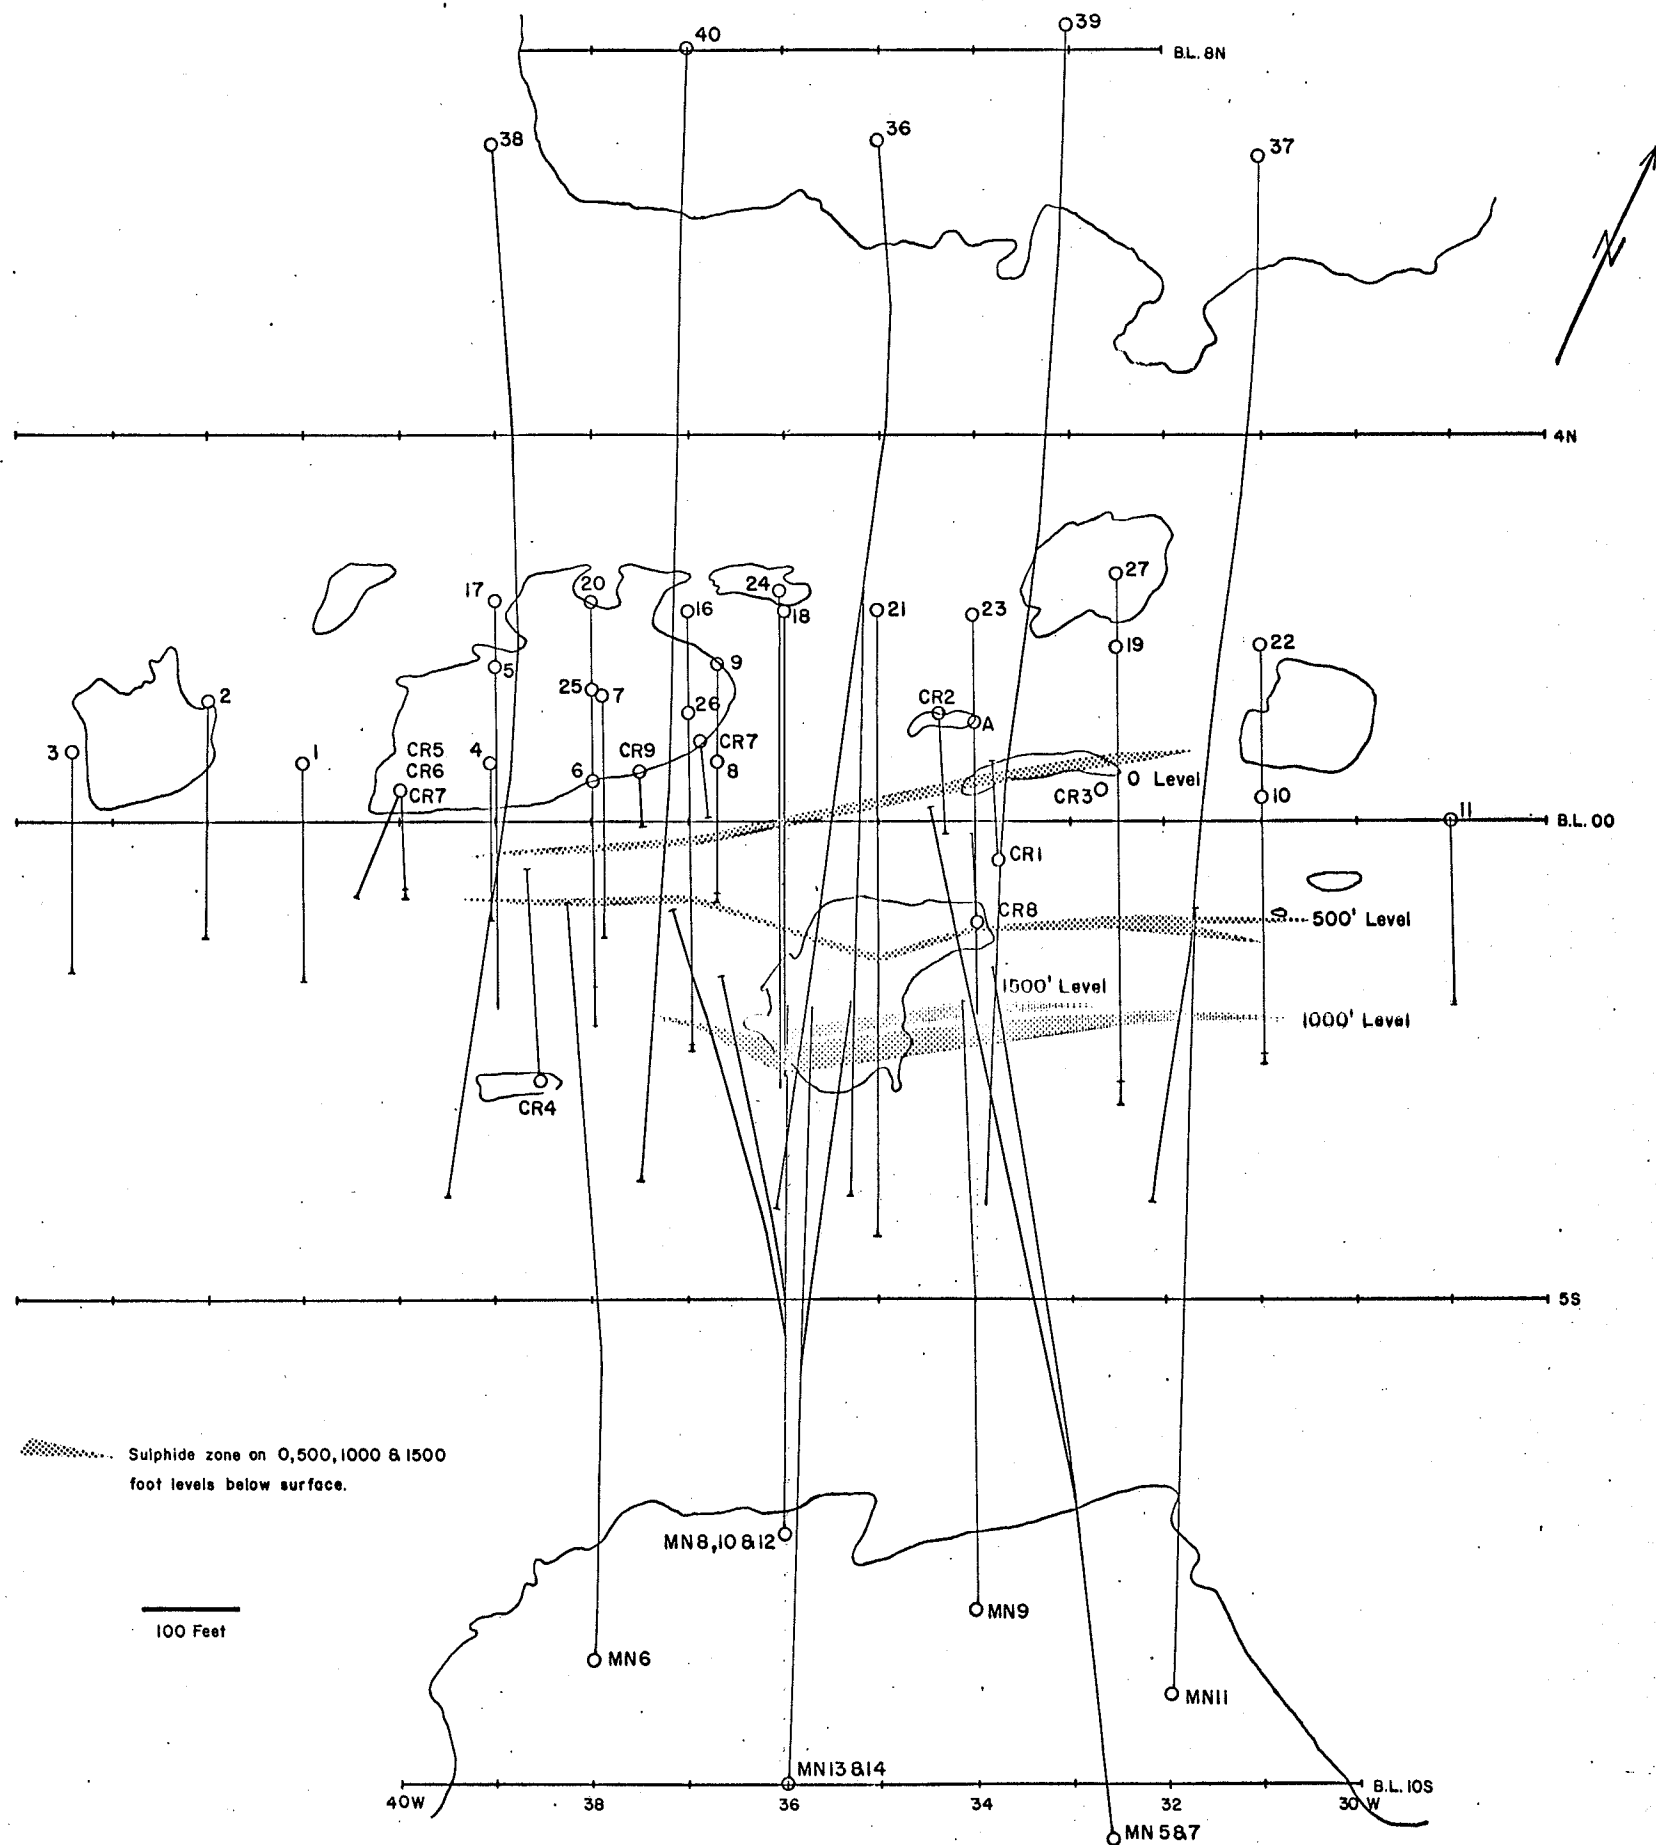 39
40
B.L. 8N
36
38
37
N
4N
27
17
20
24
16
18
21
23
19
22
5
9
25
7
2
26
CR2
A
3
1
CR5
CR6
CR7
4
CR9
CR7
6
8
0 Level
CR3
10
11
B.L. 00
CR1
CR8
500' Level
1500' Level
1000' Level
CR4
5S
Sulphide zone on 0,500,1000 & 1500
foot levels below surface.
MN8,10&12
100 Feet
MN9
MN6
MN11
MN13&14
B.L. 10S
40W
38
36
34
32
30 W
MN 5&7